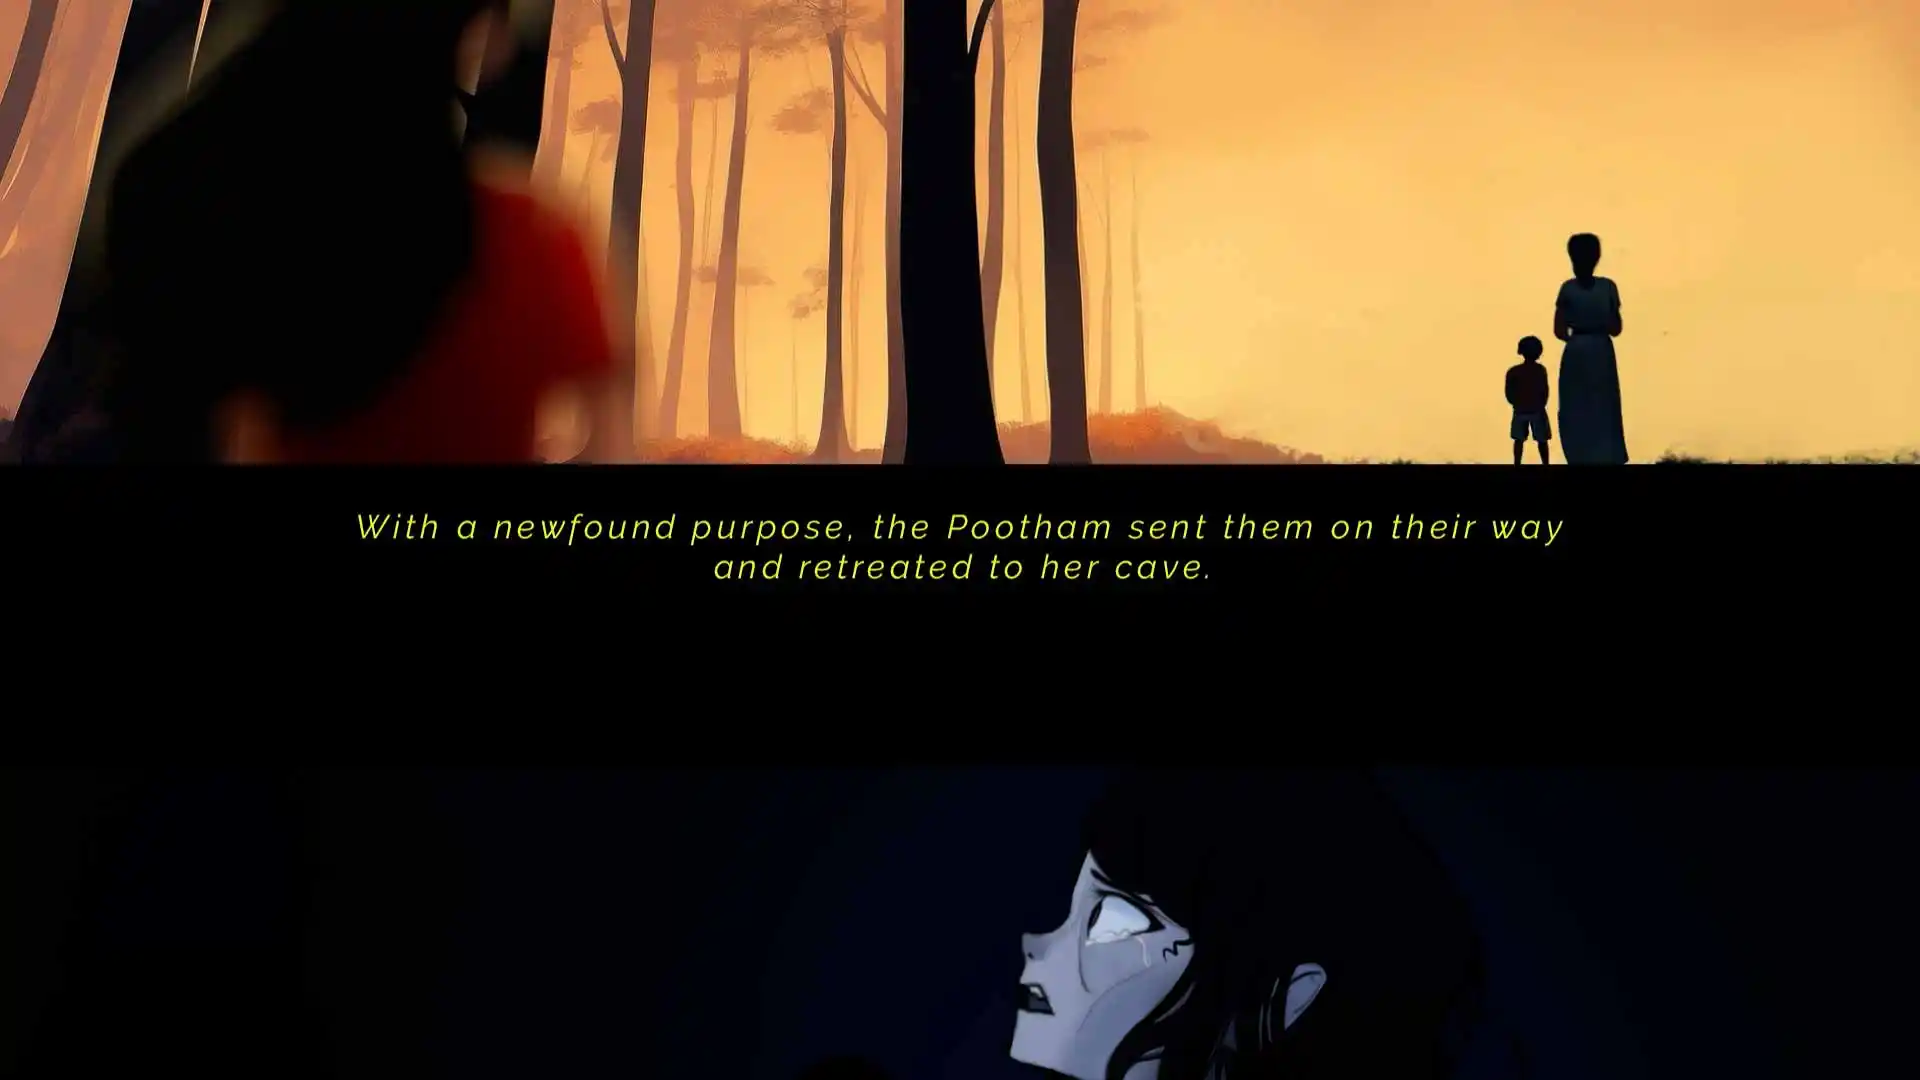 With a newfound purpose, the Pootham sent them on their way
and retreated to her cave.